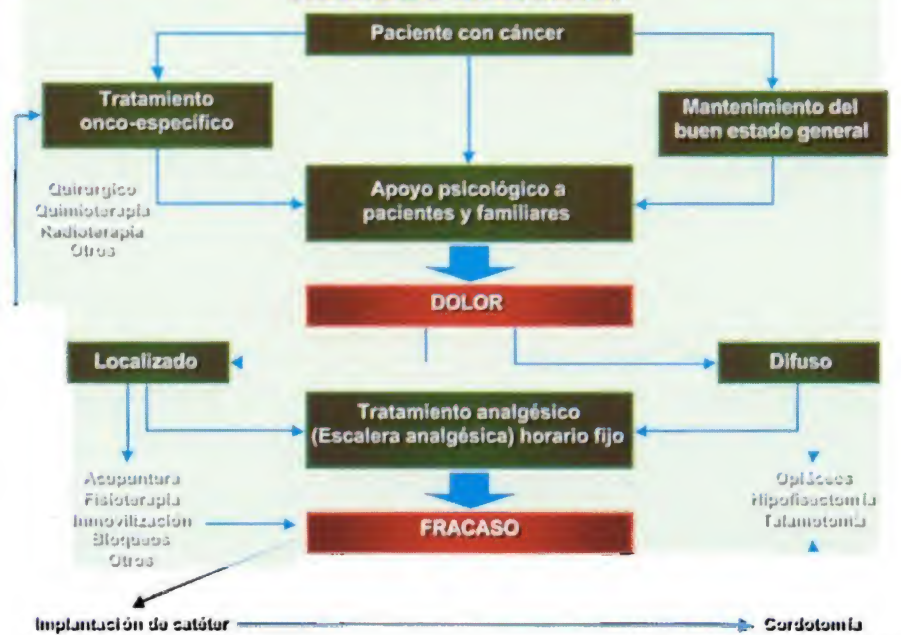 Paciente con cáncer
Tratamiento
onco-específico
Mantenimiento del
buen estado general
Quirurgico
Quimioterapia
Radioterapia
Otros
Apoyo psicológico a
pacientes y familiares
DOLOR
Localizado
Difuso
Tratamiento analgésico
(Escalera analgésica) horario fijo
Acupuntura
Fisioterapia
Inmovilización
Bloqueos
Otros
Opiáceos
Hipofisectomía
Talamotomía
FRACASO
Implantación de catéter
Cordotomía